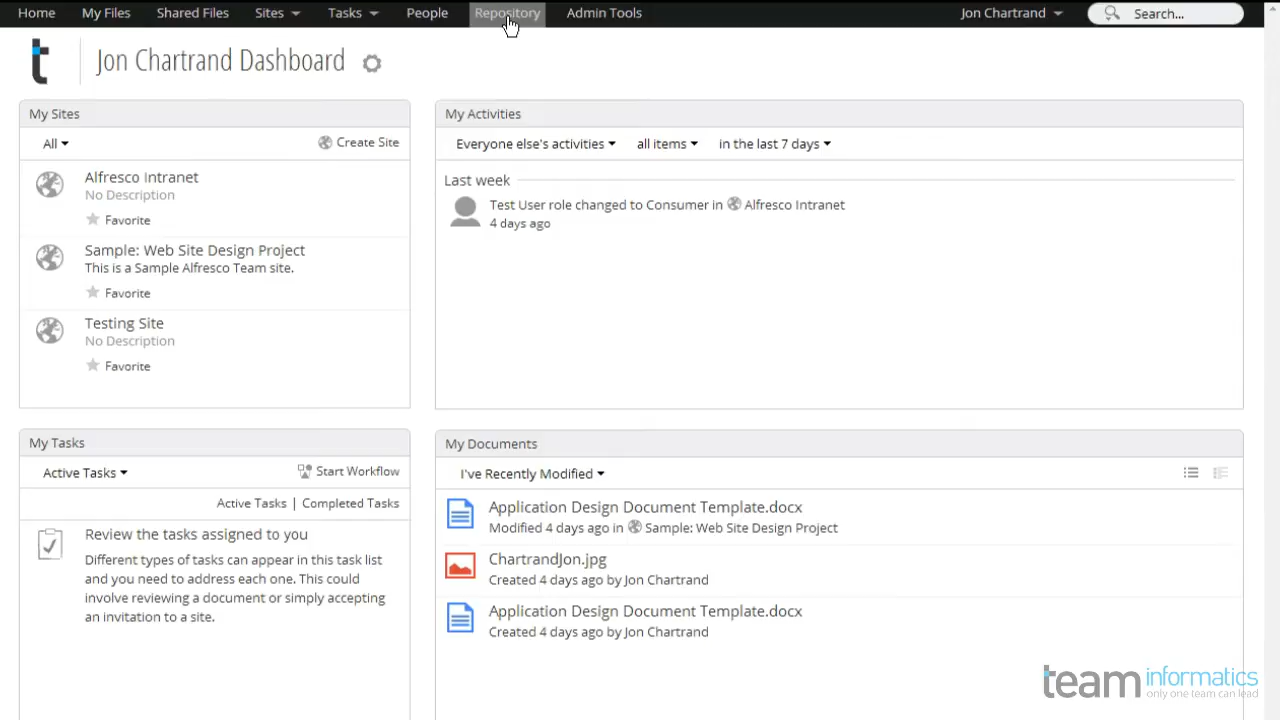 Home My Files Shared Files Sites Tasks People Repository Admin Tools Jon Chartrand Search...
t Jon Chartrand Dashboard
My Sites
All Create Site
Alfresco Intranet
No Description
Favorite
Sample: Web Site Design Project
This is a Sample Alfresco Team site.
Favorite
Testing Site
No Description
Favorite
My Activities
Everyone else's activities all items in the last 7 days
Last week
Test User role changed to Consumer in Alfresco Intranet
4 days ago
My Tasks
Active Tasks Start Workflow
Active Tasks | Completed Tasks
Review the tasks assigned to you
Different types of tasks can appear in this task list
and you need to address each one. This could
involve reviewing a document or simply accepting
an invitation to a site.
My Documents
I've Recently Modified
Application Design Document Template.docx
Modified 4 days ago in Sample: Web Site Design Project
ChartrandJon.jpg
Created 4 days ago by Jon Chartrand
Application Design Document Template.docx
Created 4 days ago by Jon Chartrand
team informatics
only one team can lead